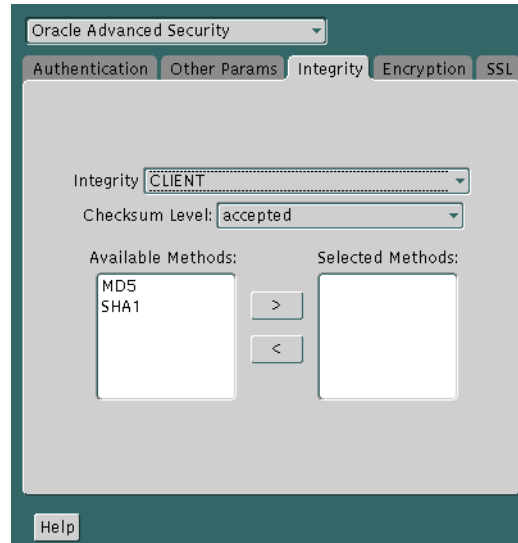 Oracle Advanced Security
Authentication Other Params Integrity Encryption SSL
Integrity CLIENT
Checksum Level: accepted
Available Methods: Selected Methods:
MD5
SHA1
>
<
Help